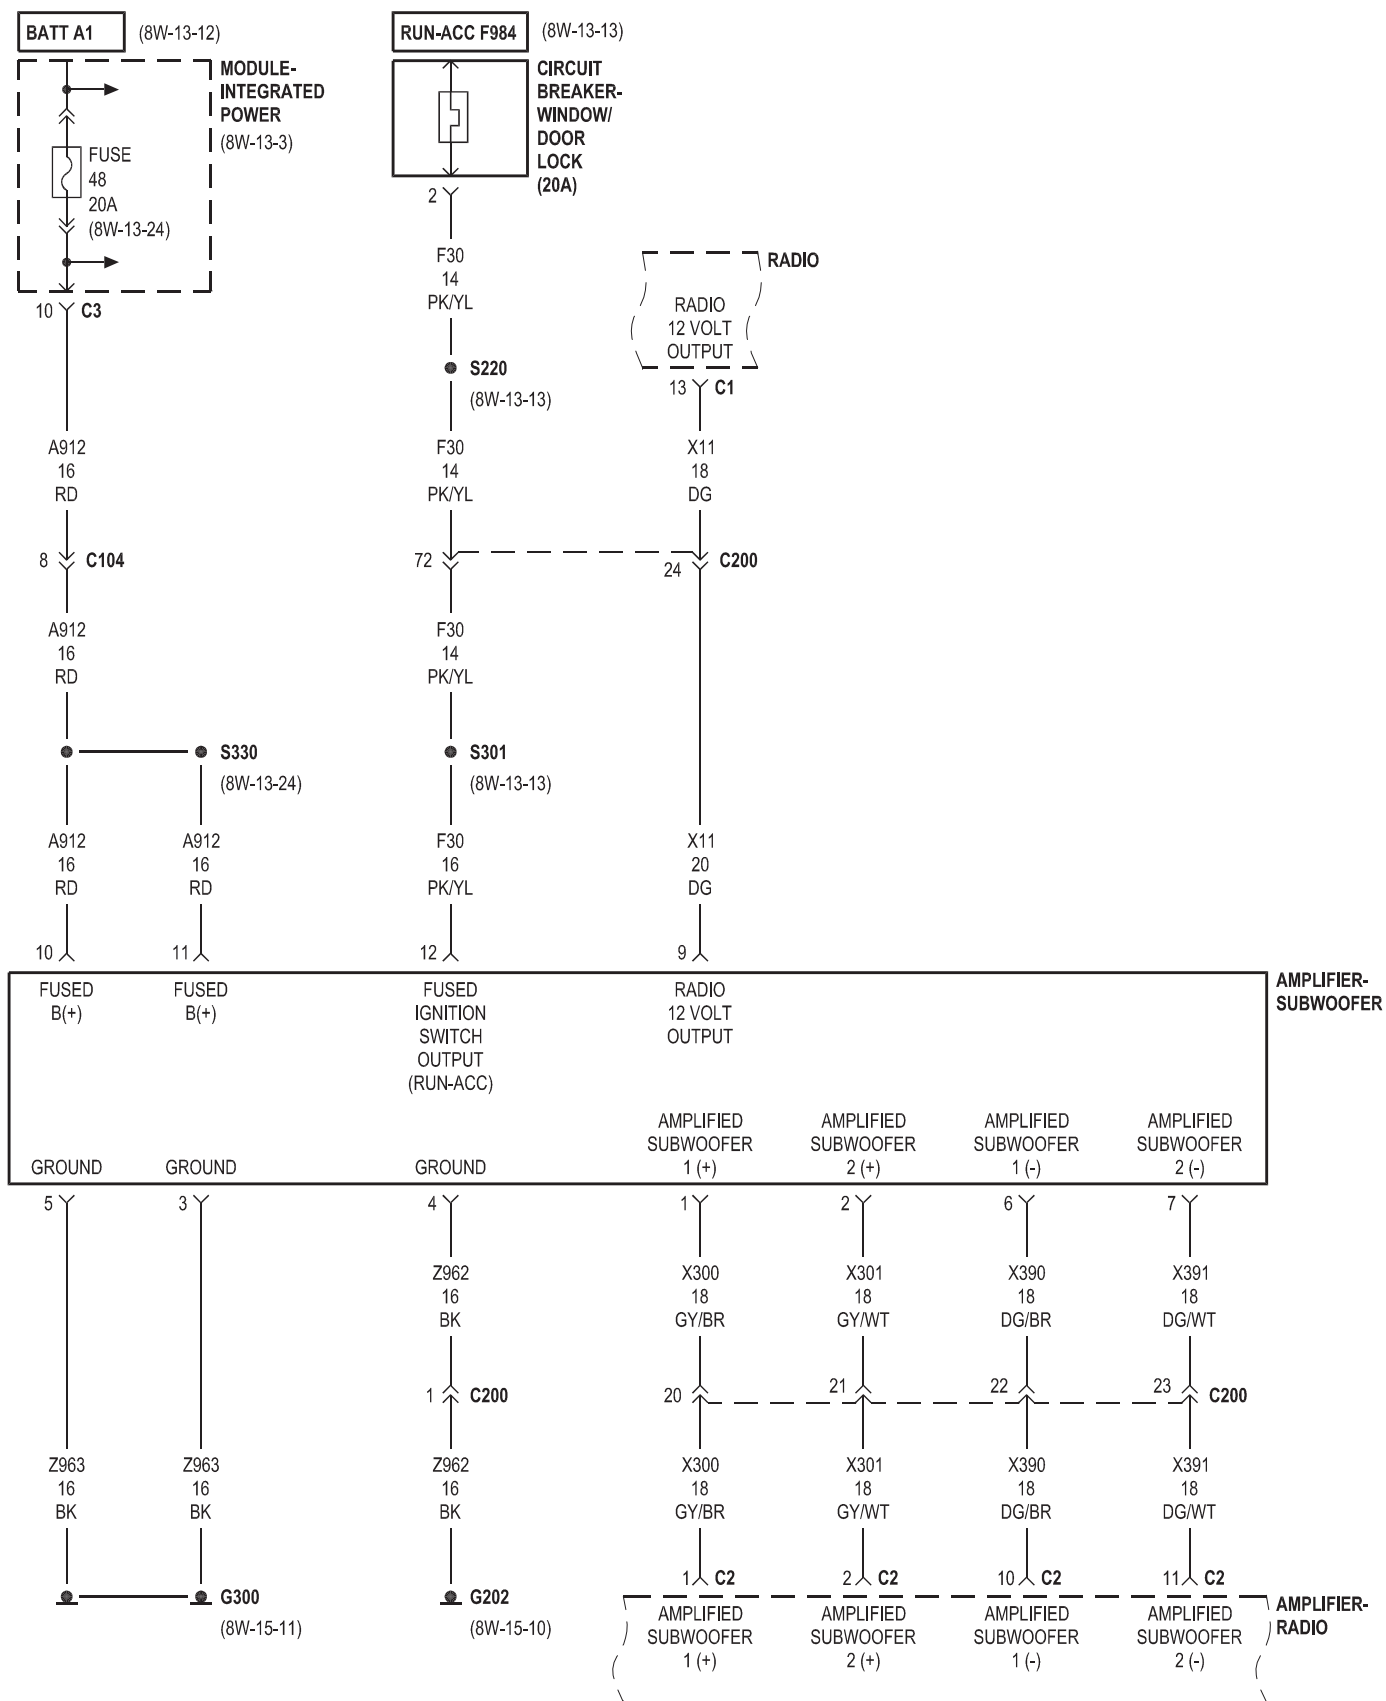 BATT A1
(8W-13-12)
RUN-ACC F984
(8W-13-13)
MODULE-
INTEGRATED
POWER
(8W-13-3)
FUSE
48
20A
(8W-13-24)
CIRCUIT
BREAKER-
WINDOW/
DOOR
LOCK
(20A)
2
F30
14
PK/YL
RADIO
RADIO
12 VOLT
OUTPUT
10
C3
S220
(8W-13-13)
13
C1
A912
16
RD
F30
14
PK/YL
X11
18
DG
8
C104
72
24
C200
A912
16
RD
F30
14
PK/YL
S330
(8W-13-24)
S301
(8W-13-13)
A912
16
RD
A912
16
RD
F30
16
PK/YL
X11
20
DG
10
11
12
9
AMPLIFIER-
SUBWOOFER
FUSED
B(+)
FUSED
B(+)
FUSED
IGNITION
SWITCH
OUTPUT
(RUN-ACC)
RADIO
12 VOLT
OUTPUT
GROUND
GROUND
GROUND
AMPLIFIED
SUBWOOFER
1 (+)
AMPLIFIED
SUBWOOFER
2 (+)
AMPLIFIED
SUBWOOFER
1 (-)
AMPLIFIED
SUBWOOFER
2 (-)
5
3
4
1
2
6
7
Z962
16
BK
X300
18
GY/BR
X301
18
GY/WT
X390
18
DG/BR
X391
18
DG/WT
1
C200
20
21
22
23
C200
Z963
16
BK
Z963
16
BK
Z962
16
BK
X300
18
GY/BR
X301
18
GY/WT
X390
18
DG/BR
X391
18
DG/WT
G300
(8W-15-11)
G202
(8W-15-10)
1
C2
2
C2
10
C2
11
C2
AMPLIFIER-
RADIO
AMPLIFIED
SUBWOOFER
1 (+)
AMPLIFIED
SUBWOOFER
2 (+)
AMPLIFIED
SUBWOOFER
1 (-)
AMPLIFIED
SUBWOOFER
2 (-)